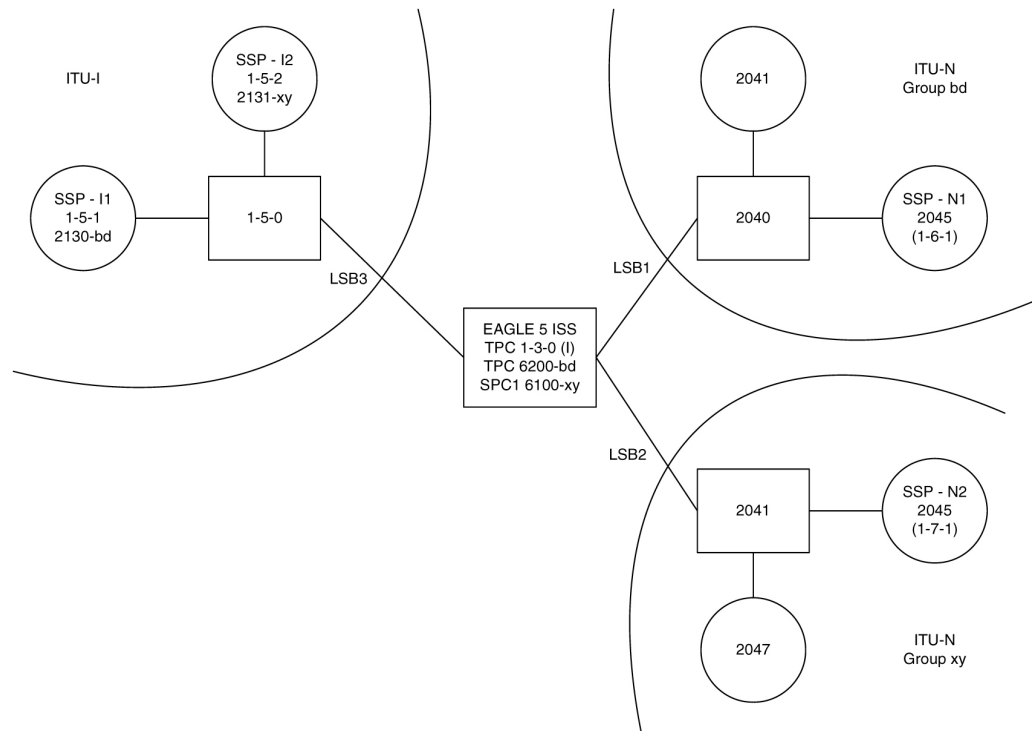 ITU-I
SSP - I2
1-5-2
2131-xy
SSP - I1
1-5-1
2130-bd
1-5-0
LSB3
EAGLE 5 ISS
TPC 1-3-0 (I)
TPC 6200-bd
SPC1 6100-xy
LSB1
LSB2
2041
ITU-N
Group bd
2040
SSP - N1
2045
(1-6-1)
2041
SSP - N2
2045
(1-7-1)
2047
ITU-N
Group xy